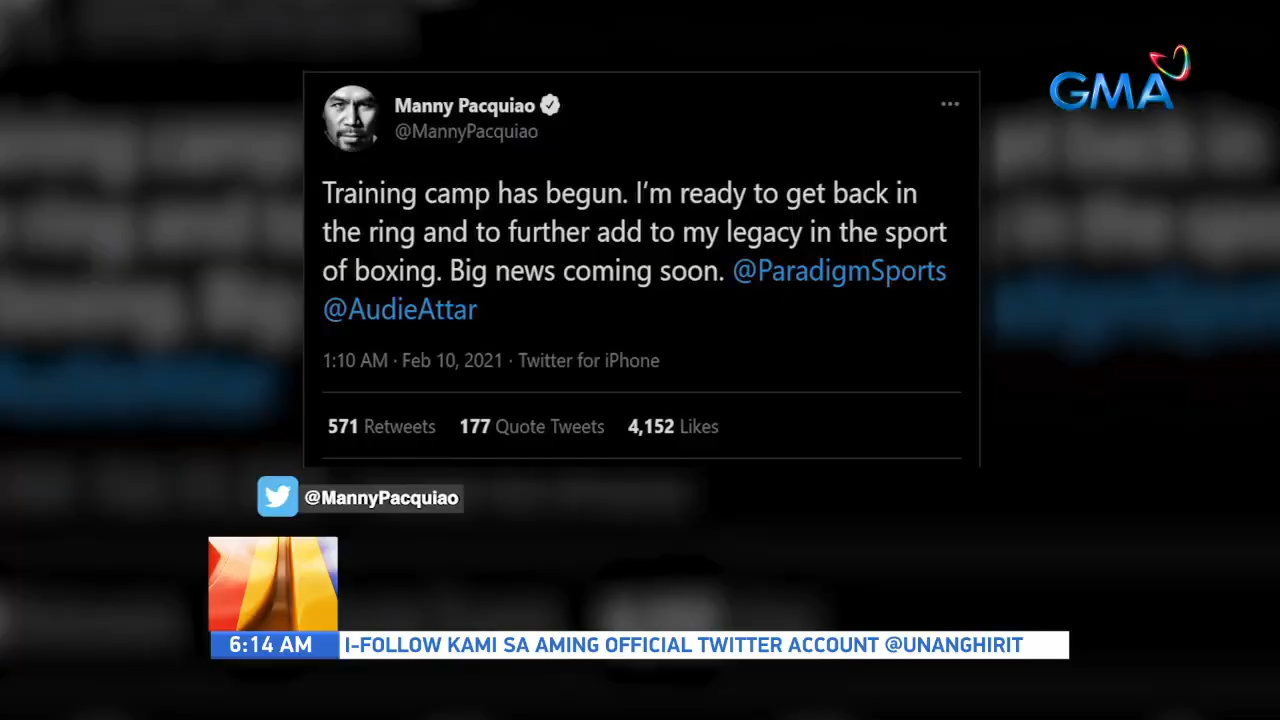 GMA
Manny Pacquiao
@MannyPacquiao
Training camp has begun. I'm ready to get back in
the ring and to further add to my legacy in the sport
of boxing. Big news coming soon. @ParadigmSports
@AudieAttar
1:10 AM · Feb 10, 2021 · Twitter for iPhone
571 Retweets 177 Quote Tweets 4,152 Likes
@MannyPacquiao
6:14 AM I-FOLLOW KAMI SA AMING OFFICIAL TWITTER ACCOUNT @UNANGHIRIT